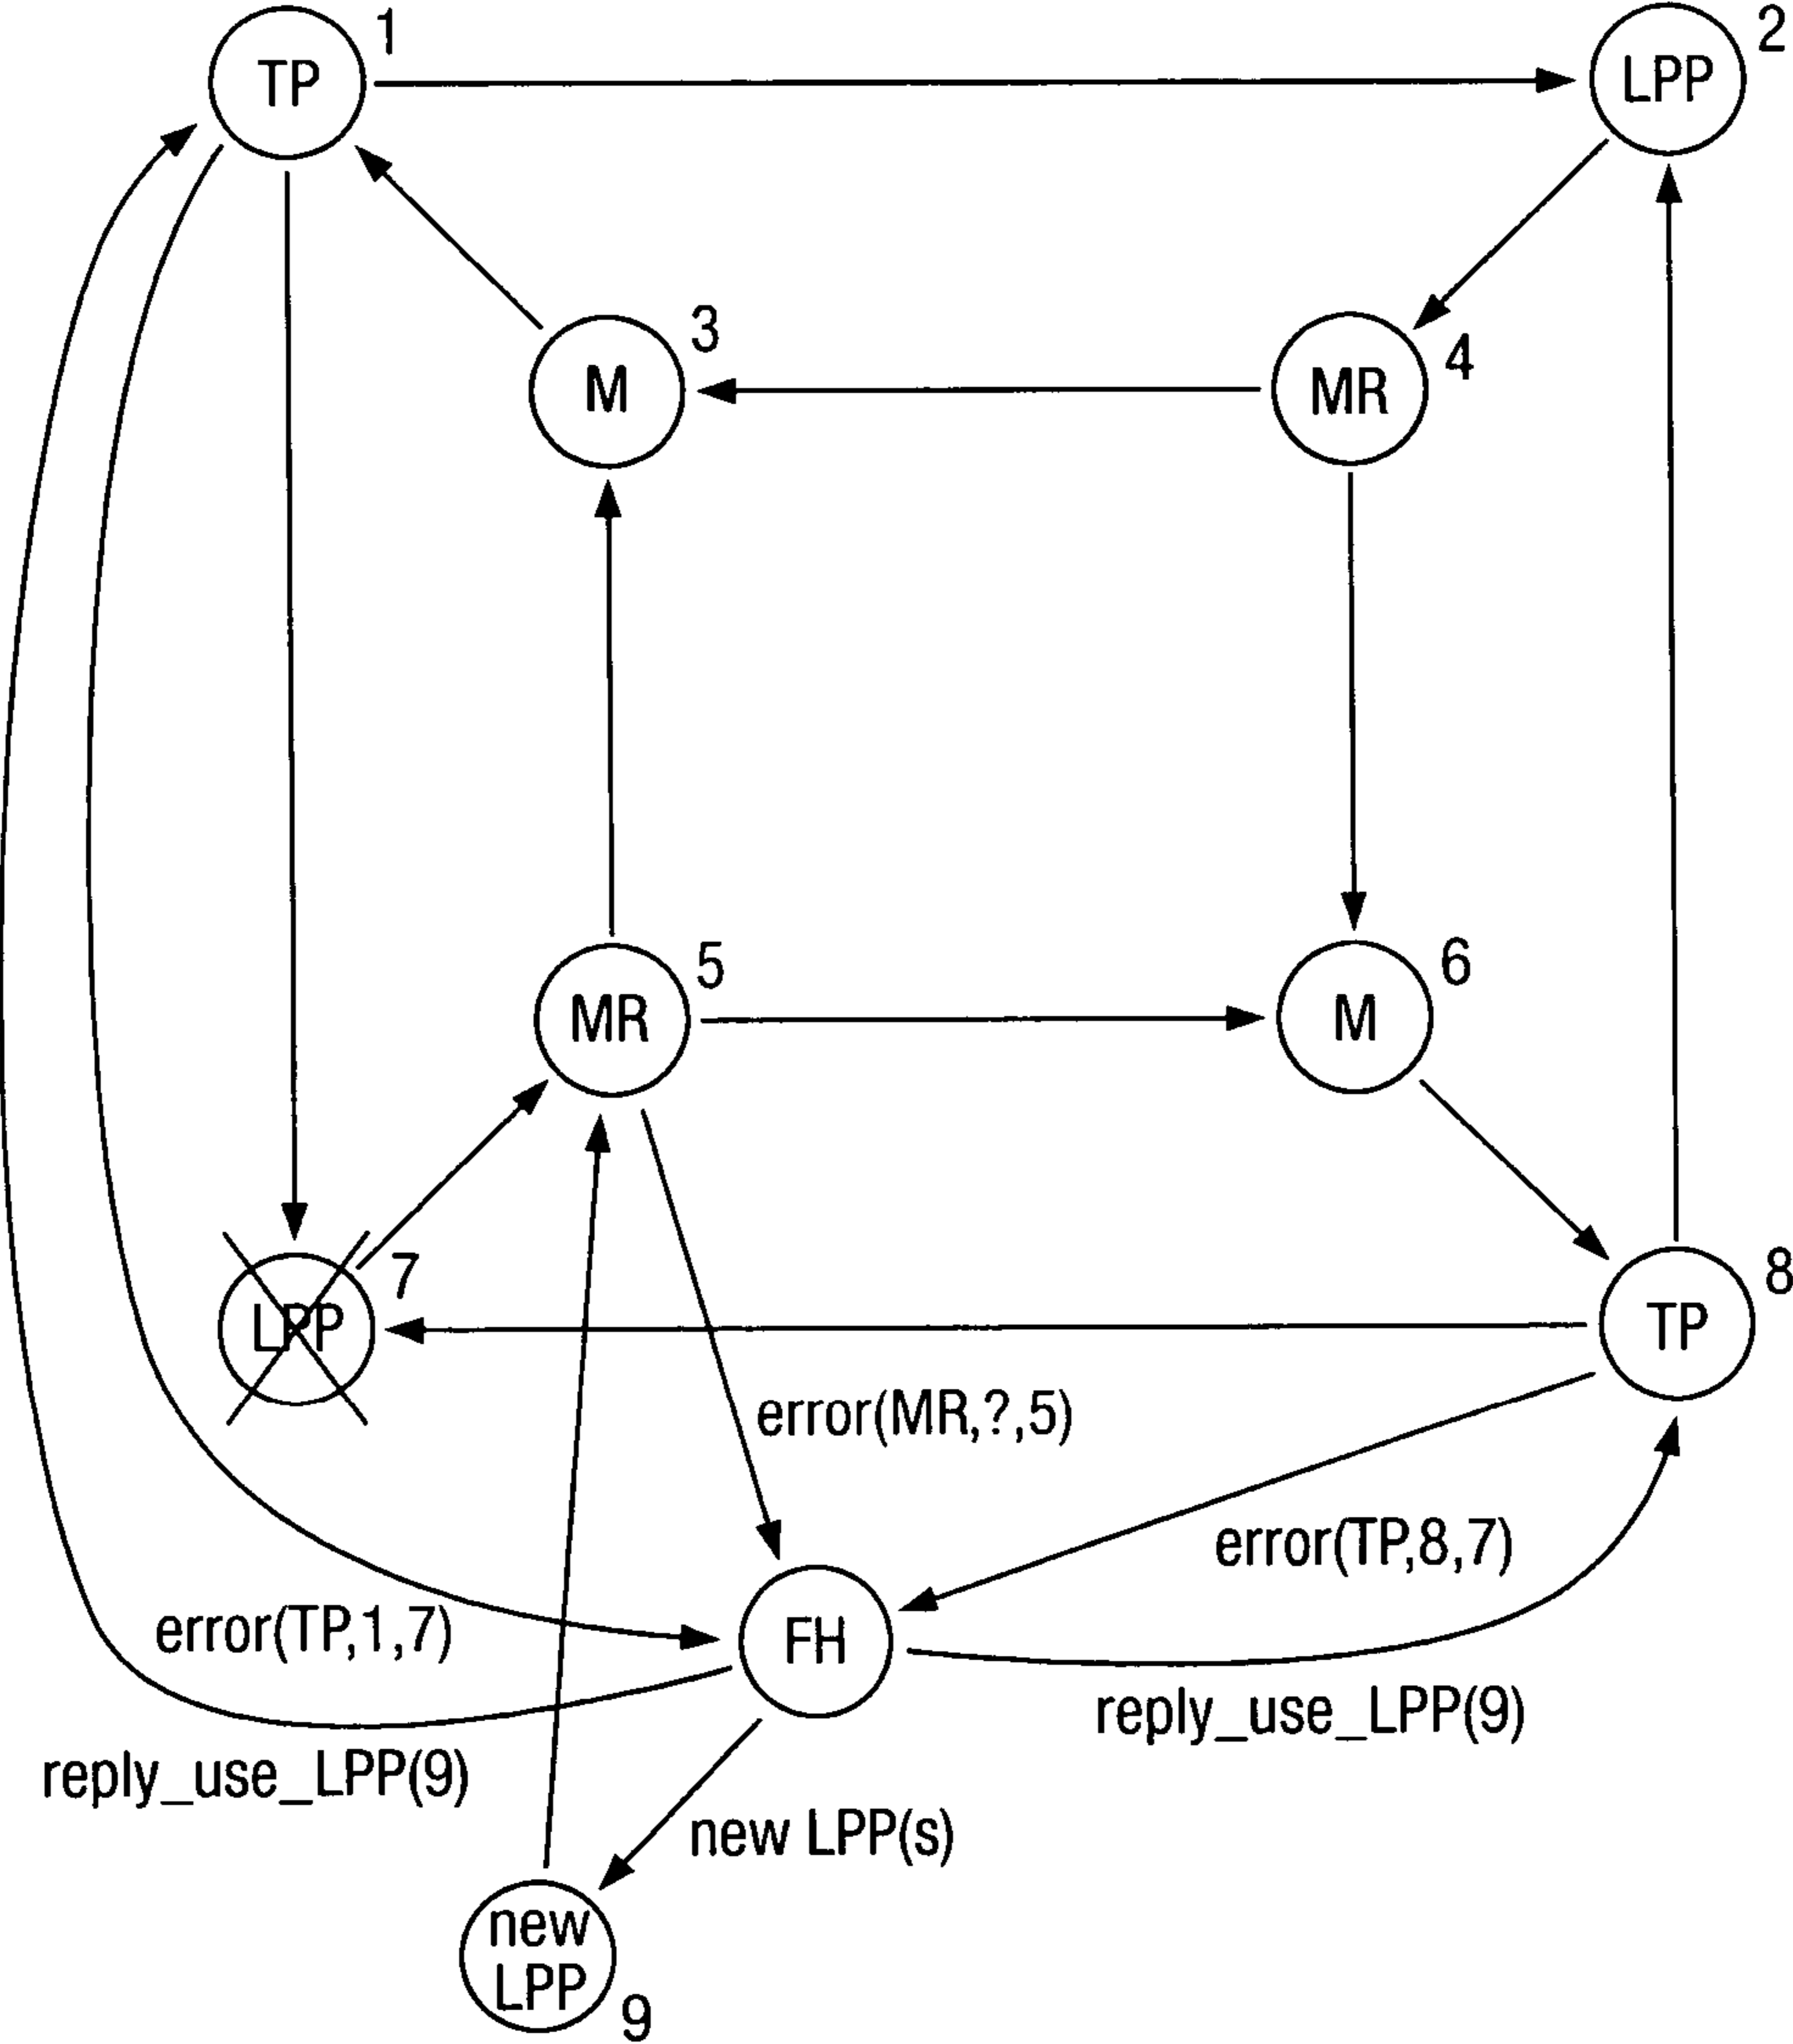 TP
1
LPP
2
M
3
MR
4
MR
5
M
6
LPP
7
TP
8
error(MR,?,5)
error(TP,8,7)
error(TP,1,7)
FH
reply_use_LPP(9)
reply_use_LPP(9)
new LPP(s)
new
LPP
9